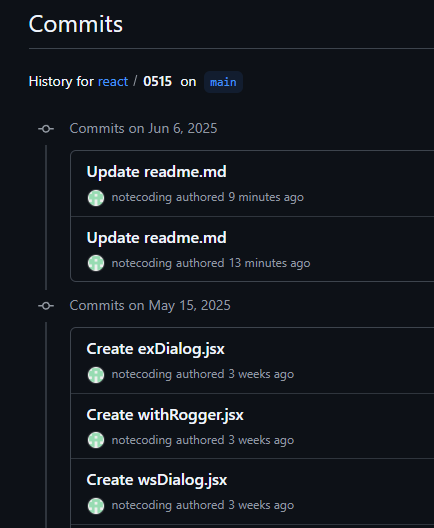 Commits
History for react / 0515 on main
Commits on Jun 6, 2025
Update readme.md
notecoding authored 9 minutes ago
Update readme.md
notecoding authored 13 minutes ago
Commits on May 15, 2025
Create exDialog.jsx
notecoding authored 3 weeks ago
Create withRogger.jsx
notecoding authored 3 weeks ago
Create wsDialog.jsx
notecoding authored 3 weeks ago